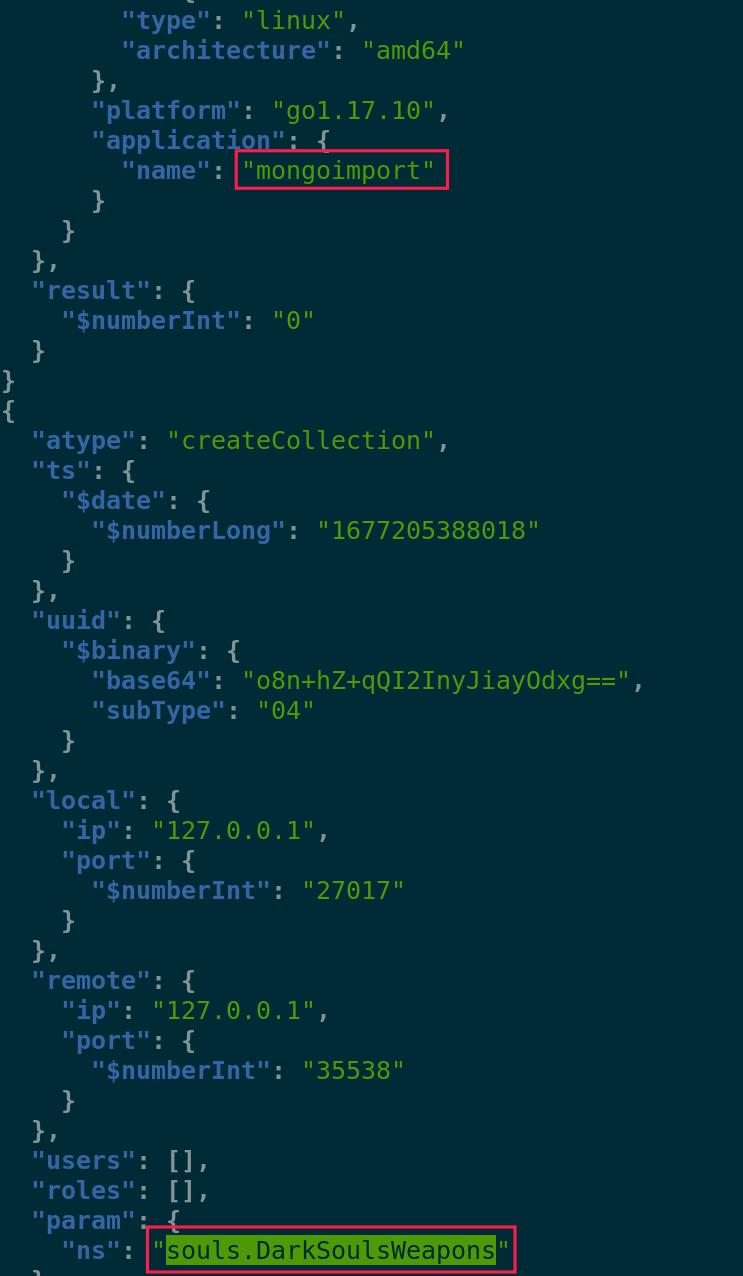 {
"type": "linux",
"architecture": "amd64"
},
"platform": "go1.17.10",
"application": {
"name": "mongoimport"
}
}
},
"result": {
"$numberInt": "0"
}
}
{
"atype": "createCollection",
"ts": {
"$date": {
"$numberLong": "1677205388018"
}
},
"uuid": {
"$binary": {
"base64": "o8n+hZ+qQI2InyJiayOdxg==",
"subType": "04"
}
},
"local": {
"ip": "127.0.0.1",
"port": {
"$numberInt": "27017"
}
},
"remote": {
"ip": "127.0.0.1",
"port": {
"$numberInt": "35538"
}
},
"users": [],
"roles": [],
"param": {
"ns": "souls.DarkSoulsWeapons"
}